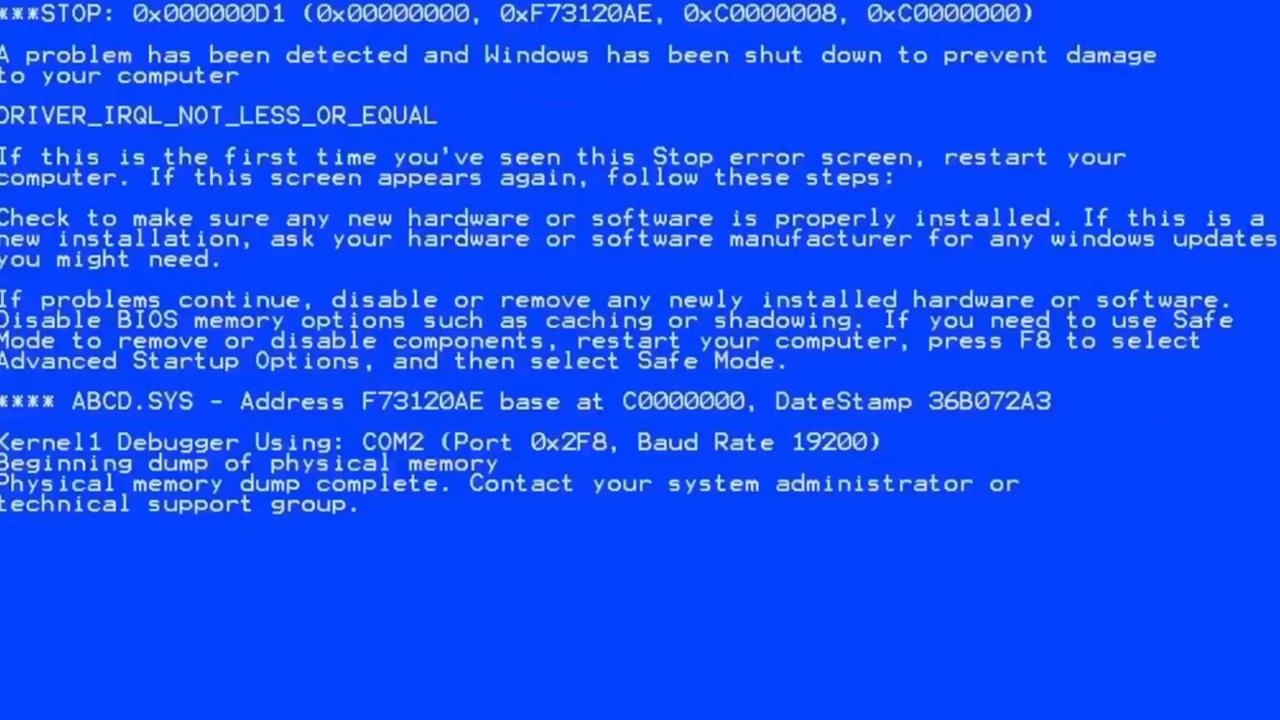 ***STOP: 0x000000D1 (0x00000000, 0xF73120AE, 0xC0000008, 0xC0000000)
A problem has been detected and Windows has been shut down to prevent damage
to your computer
DRIVER_IRQL_NOT_LESS_OR_EQUAL
If this is the first time you've seen this Stop error screen, restart your
computer. If this screen appears again, follow these steps:
Check to make sure any new hardware or software is properly installed. If this is a
new installation, ask your hardware or software manufacturer for any windows updates
you might need.
If problems continue, disable or remove any newly installed hardware or software.
Disable BIOS memory options such as caching or shadowing. If you need to use Safe
Mode to remove or disable components, restart your computer, press F8 to select
Advanced Startup Options, and then select Safe Mode.
**** ABCD.SYS - Address F73120AE base at C0000000, DateStamp 36B072A3
Kernel1 Debugger Using: COM2 (Port 0x2F8, Baud Rate 19200)
Beginning dump of physical memory
Physical memory dump complete. Contact your system administrator or
technical support group.